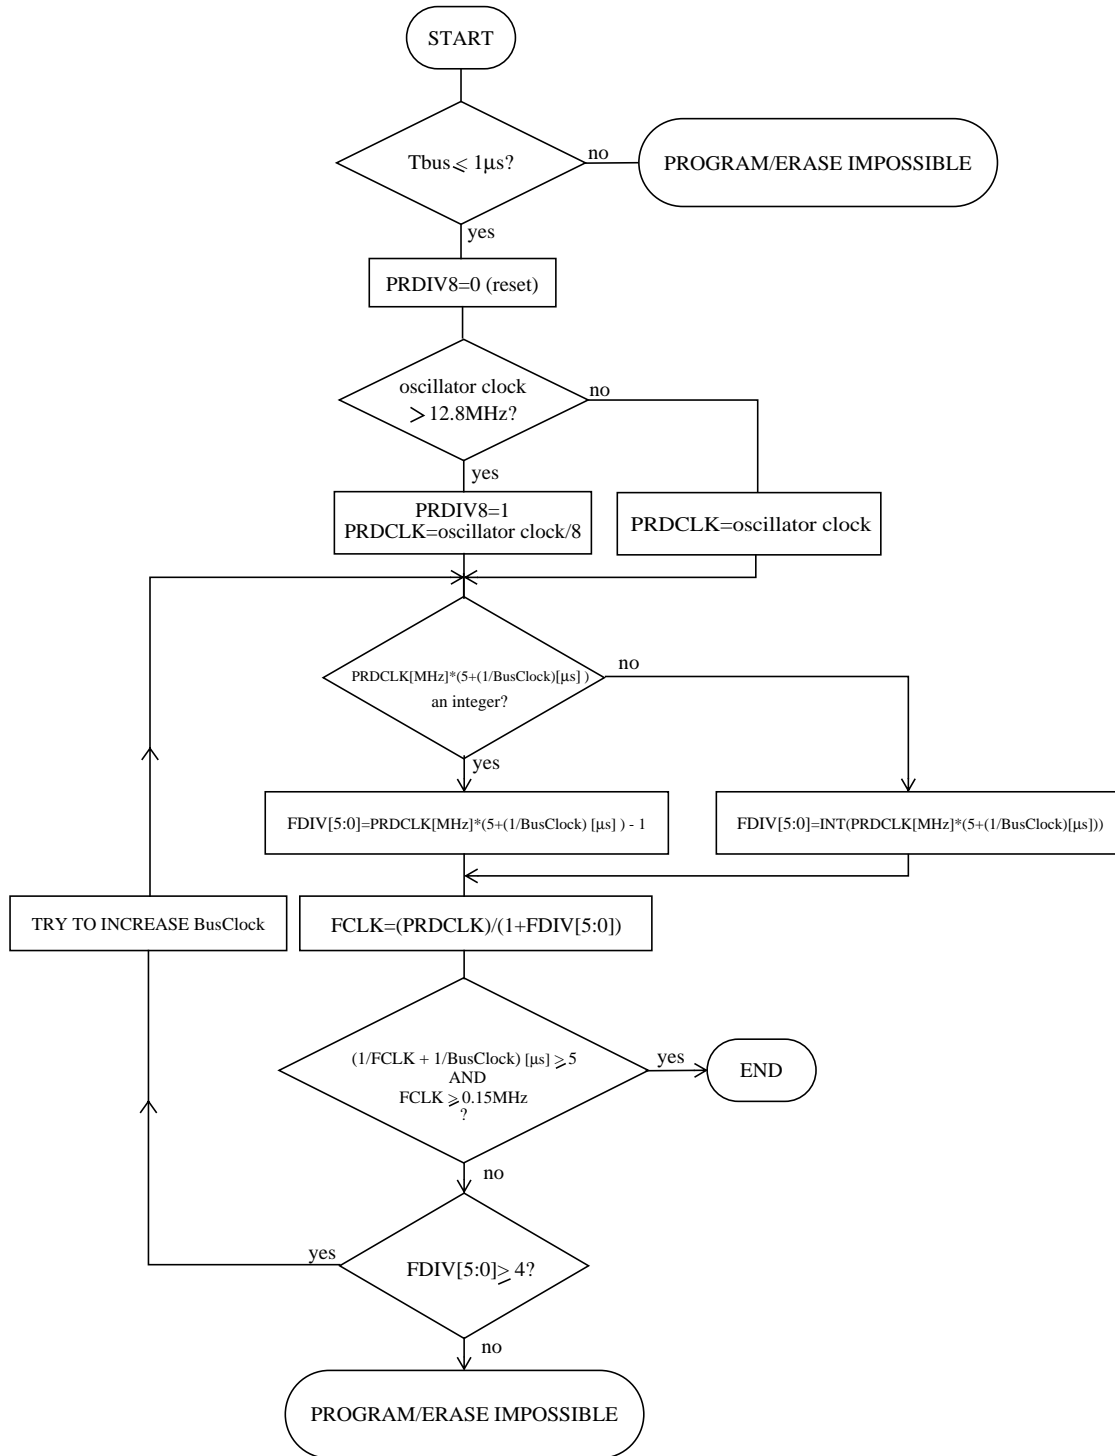 START
Tbus ⩽ 1μs?
no
PROGRAM/ERASE IMPOSSIBLE
yes
PRDIV8=0 (reset)
oscillator clock
> 12.8MHz?
no
yes
PRDIV8=1
PRDCLK=oscillator clock/8
PRDCLK=oscillator clock
PRDCLK[MHz]*(5+(1/BusClock)[μs] )
an integer?
no
yes
FDIV[5:0]=PRDCLK[MHz]*(5+(1/BusClock) [μs] ) - 1
FDIV[5:0]=INT(PRDCLK[MHz]*(5+(1/BusClock)[μs]))
TRY TO INCREASE BusClock
FCLK=(PRDCLK)/(1+FDIV[5:0])
(1/FCLK + 1/BusClock) [μs] ⩾ 5
AND
FCLK ⩾ 0.15MHz
?
yes
END
no
yes
FDIV[5:0] ≥ 4?
no
PROGRAM/ERASE IMPOSSIBLE